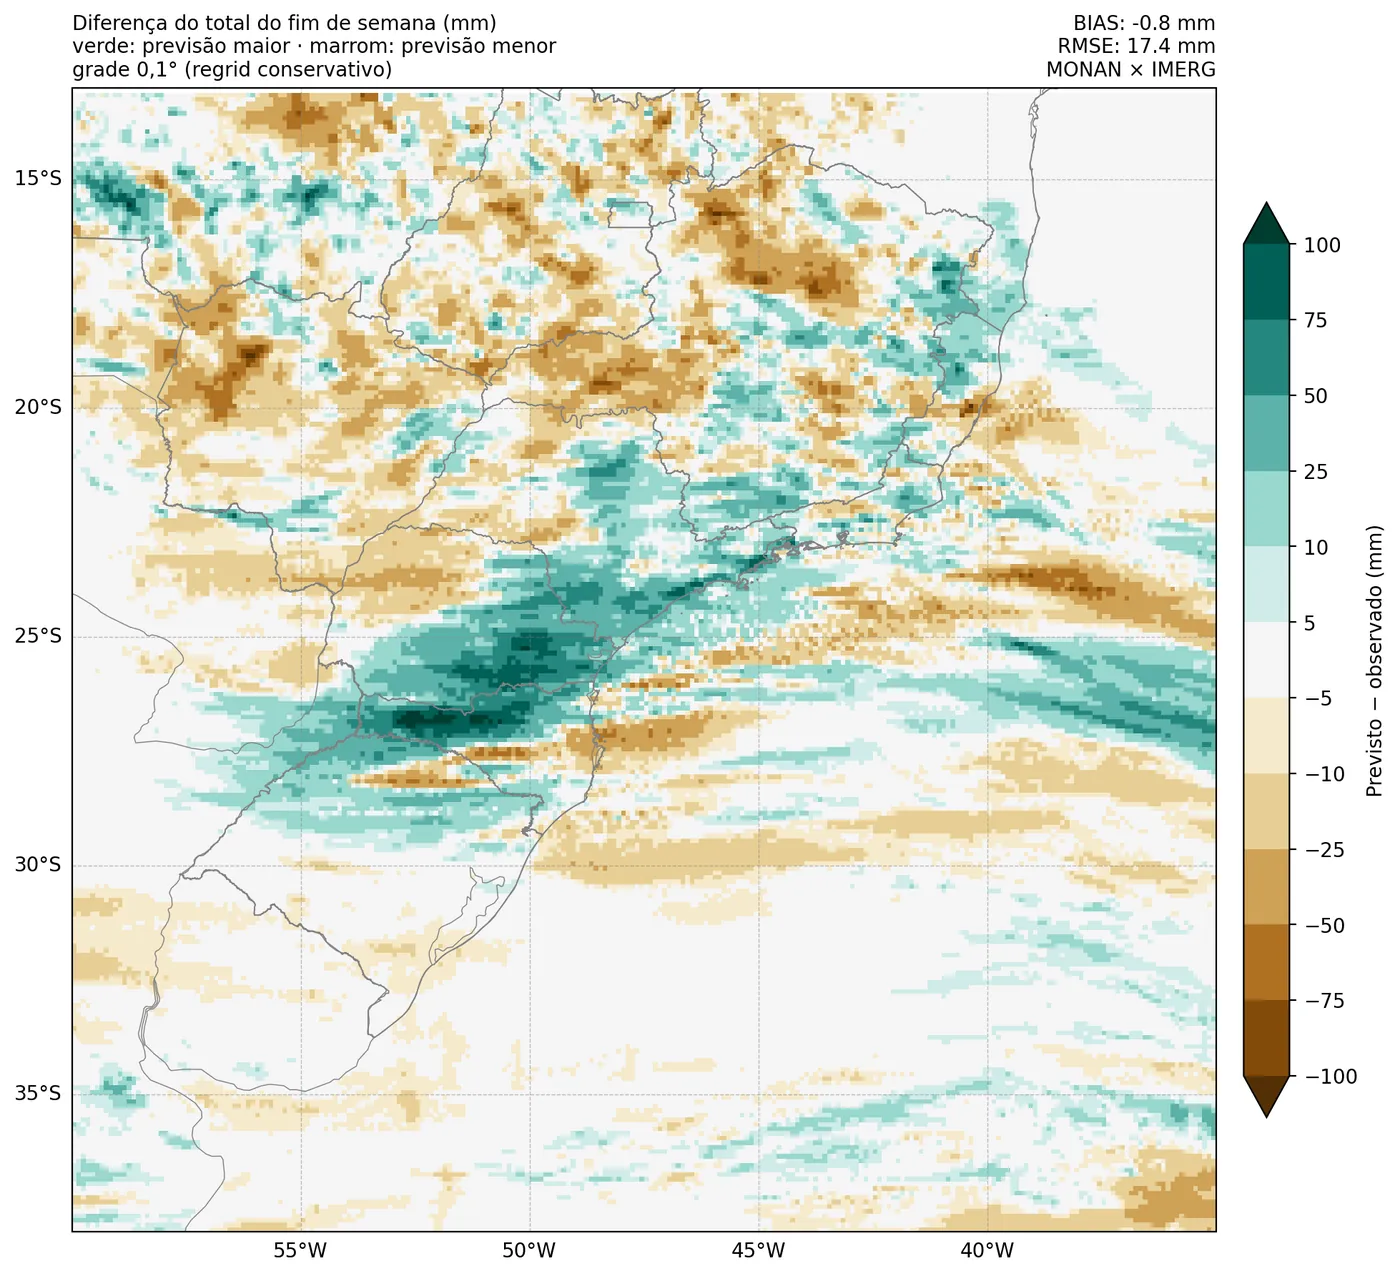 Diferença do total do fim de semana (mm)
verde: previsão maior · marrom: previsão menor
grade 0,1° (regrid conservativo)
BIAS: -0.8 mm
RMSE: 17.4 mm
MONAN × IMERG
15°S
20°S
25°S
30°S
35°S
55°W
50°W
45°W
40°W
100
75
50
25
10
5
−5
−10
−25
−50
−75
−100
Previsto − observado (mm)